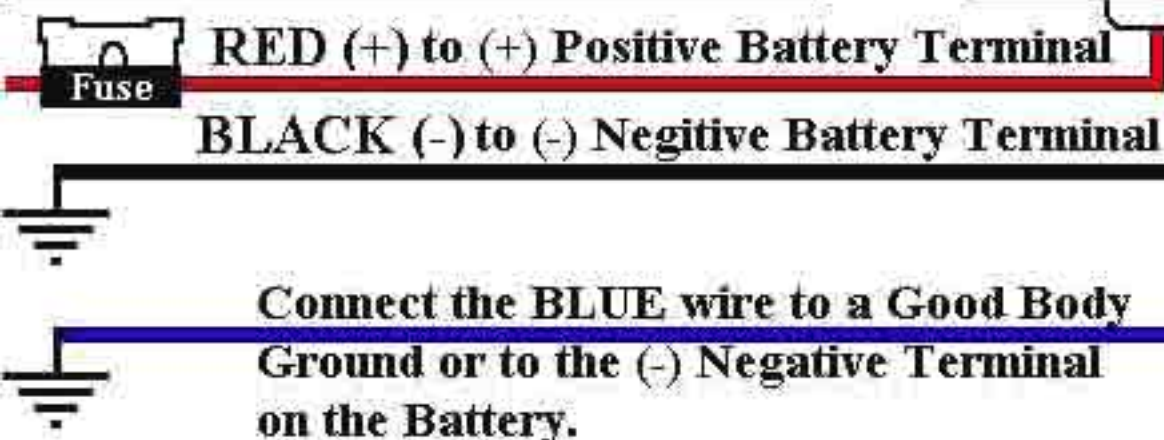 RED (+) to (+) Positive Battery Terminal
Fuse
BLACK (-) to (-) Negitive Battery Terminal
Connect the BLUE wire to a Good Body
Ground or to the (-) Negative Terminal
on the Battery.